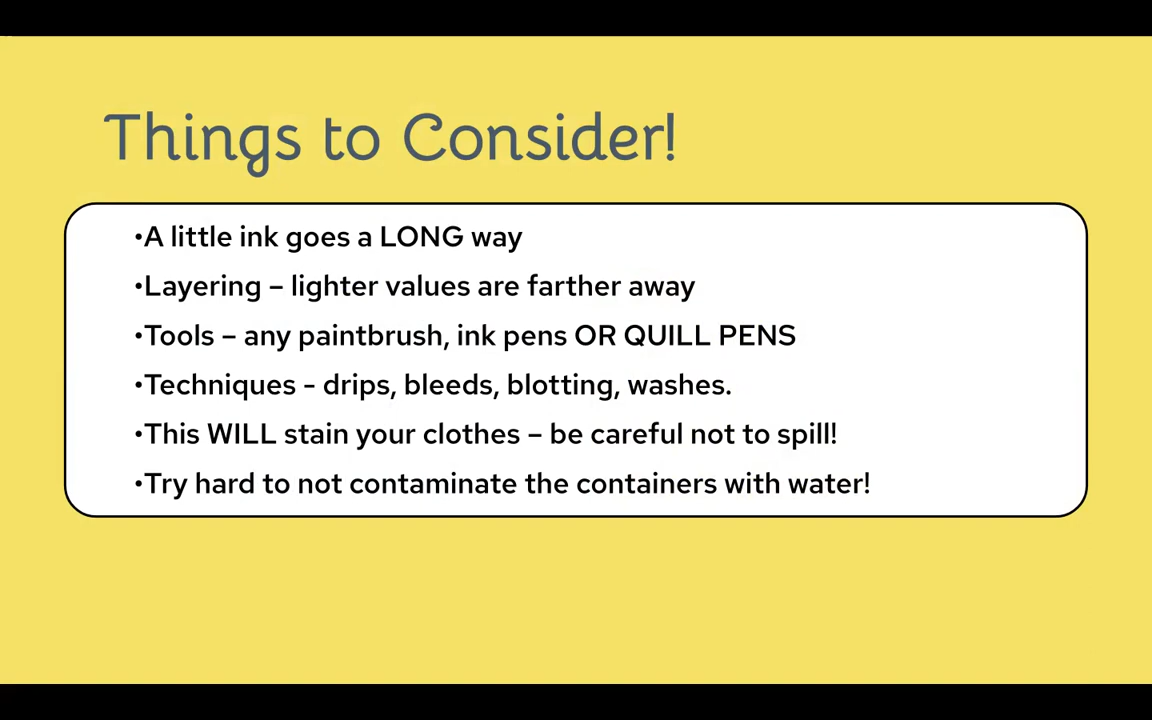 Things to Consider!
•A little ink goes a LONG way
•Layering – lighter values are farther away
•Tools – any paintbrush, ink pens OR QUILL PENS
•Techniques - drips, bleeds, blotting, washes.
•This WILL stain your clothes – be careful not to spill!
•Try hard to not contaminate the containers with water!